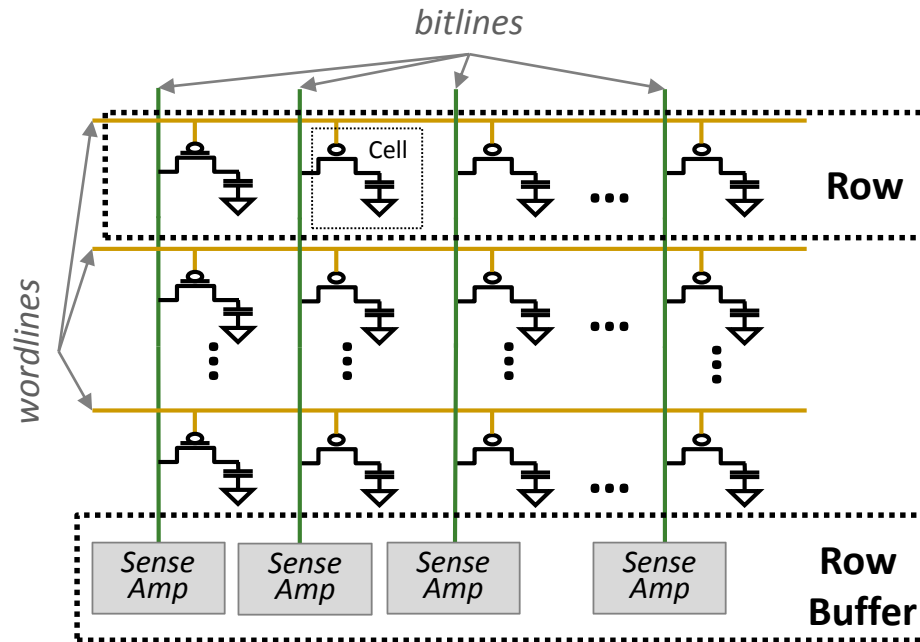 bitlines
Cell
Row
wordlines
Sense
Amp
Sense
Amp
Sense
Amp
Sense
Amp
Row
Buffer